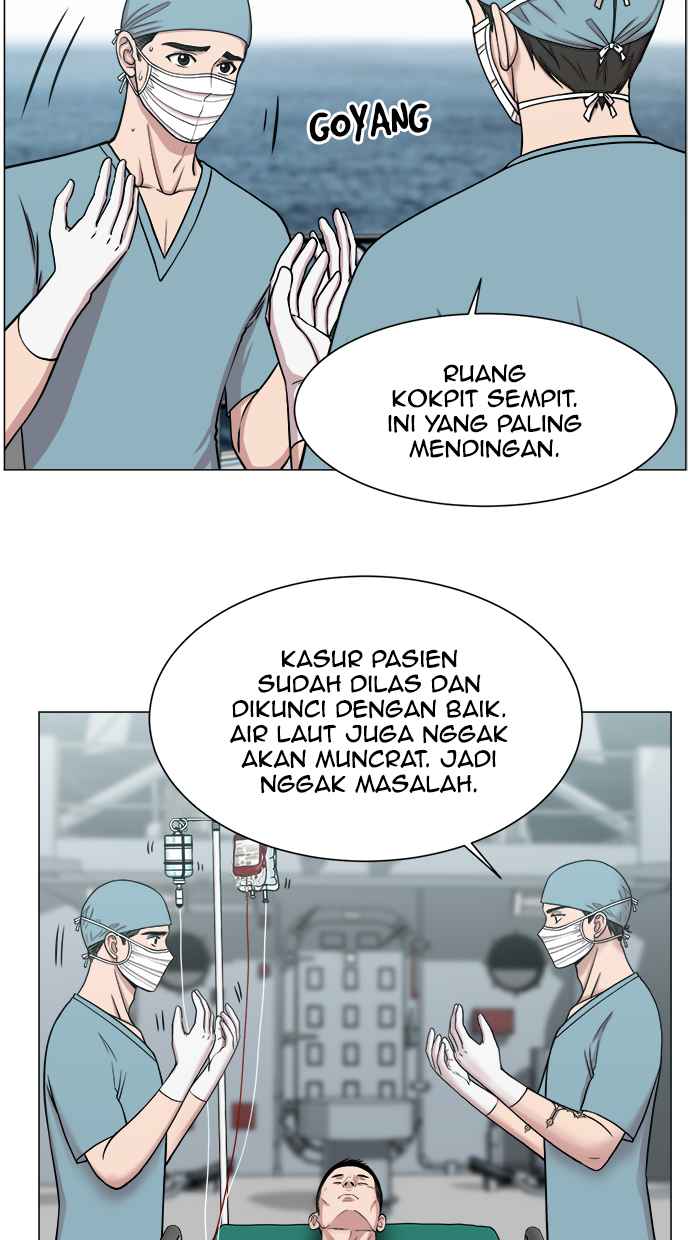 GOYANG
RUANG
KOKPIT SEMPIT.
INI YANG PALING
MENDINGAN.
KASUR PASIEN
SUDAH DILAS DAN
DIKUNCI DENGAN BAIK.
AIR LAUT JUGA NGGAK
AKAN MUNCRAT. JADI
NGGAK MASALAH.